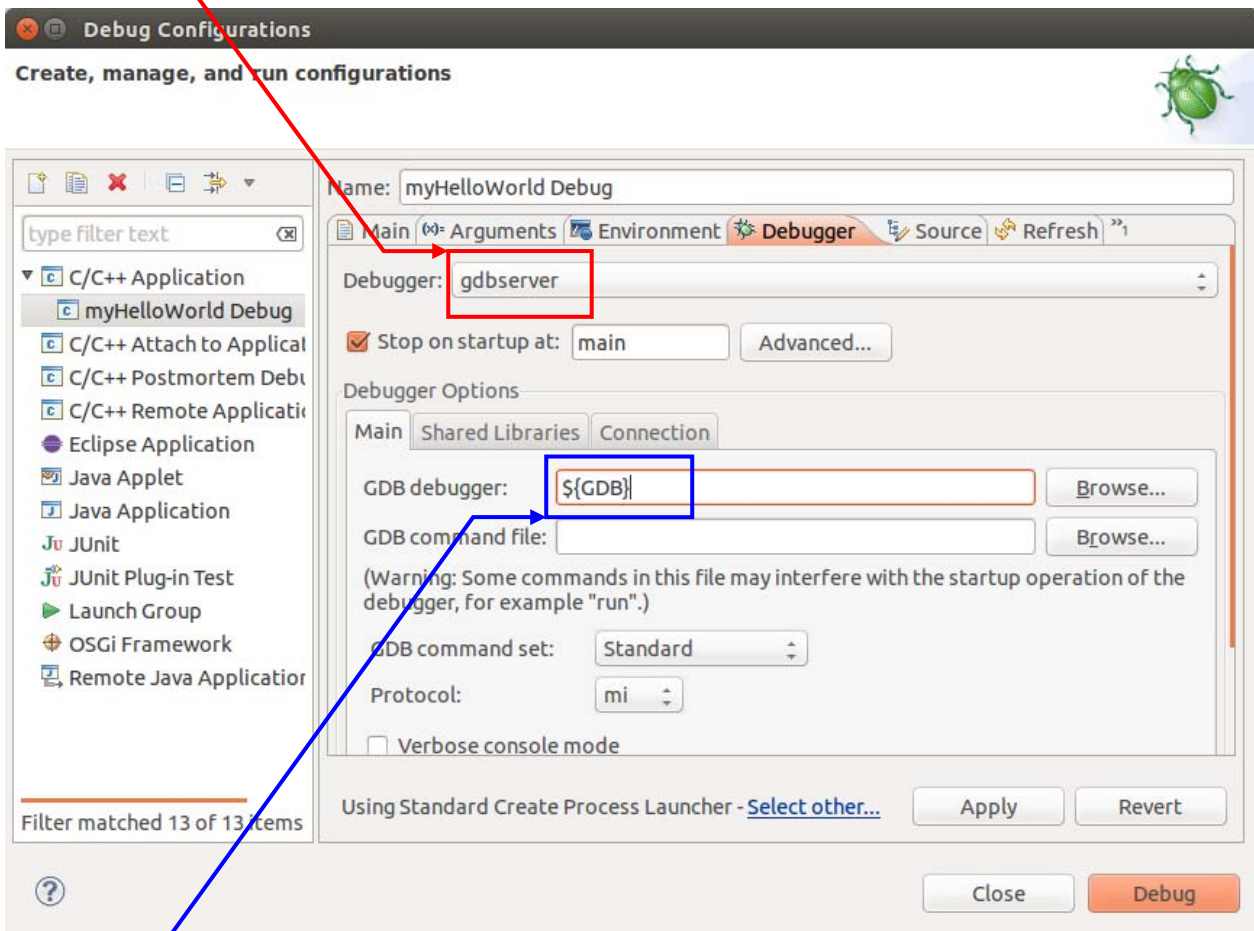 Debug Configurations
Create, manage, and run configurations
type filter text
C/C++ Application
myHelloWorld Debug
C/C++ Attach to Applicat
C/C++ Postmortem Debu
C/C++ Remote Applicatio
Eclipse Application
Java Applet
Java Application
JUnit
JUnit Plug-in Test
Launch Group
OSGi Framework
Remote Java Application
Filter matched 13 of 13 items
Name: myHelloWorld Debug
Main Arguments Environment Debugger Source Refresh »1
Debugger: gdbserver
Stop on startup at: main Advanced...
Debugger Options
Main Shared Libraries Connection
GDB debugger: ${GDB} Browse...
GDB command file: Browse...
(Warning: Some commands in this file may interfere with the startup operation of the
debugger, for example "run".)
GDB command set: Standard
Protocol: mi
Verbose console mode
Using Standard Create Process Launcher - Select other... Apply Revert
Close Debug